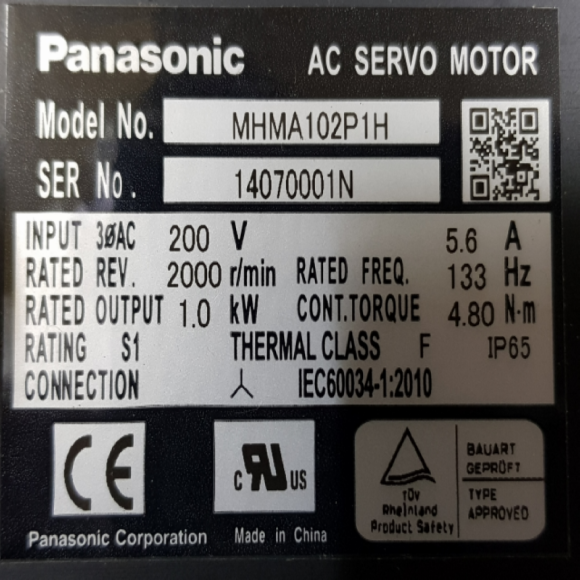 Panasonic AC SERVO MOTOR
Model No. MHMA102P1H
SER No. 14070001N
INPUT 3øAC 200 V 5.6 A
RATED REV. 2000 r/min RATED FREQ. 133 Hz
RATED OUTPUT 1.0 kW CONT.TORQUE 4.80 N·m
RATING S1 THERMAL CLASS F IP65
CONNECTION IEC60034-1:2010
CE
c RU US
TÜV
Rheinland
Product Safety
BAUART
GEPRÜFT
TYPE
APPROVED
Panasonic Corporation Made in China